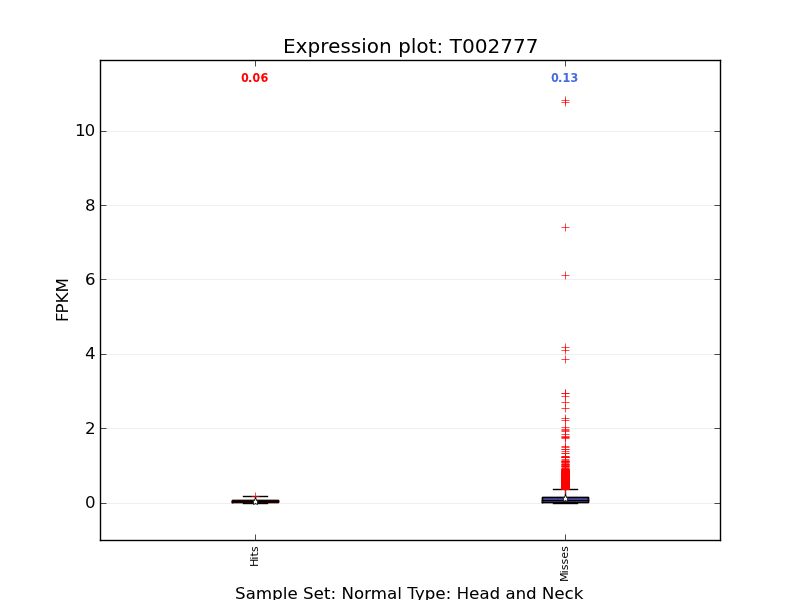 Expression plot: T002777
0.06
0.13
10
8
6
4
2
0
FPKM
Hits
Misses
Sample Set: Normal Type: Head and Neck